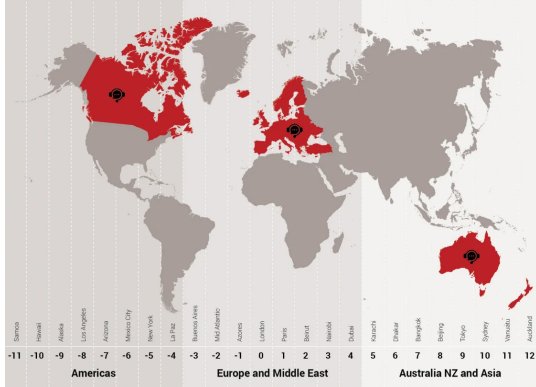 Samoa
Hawaii
Alaska
Los Angeles
Arizona
Mexico City
New York
La Paz
Buenos Aires
Mid Atlantic
Azores
London
Paris
Beirut
Nairobi
Dubai
Karachi
Dhakar
Bangkok
Beijing
Tokyo
Sydney
Vanuatu
Auckland
-11 -10 -9 -8 -7 -6 -5 -4 -3 -2 -1 0 1 2 3 4 5 6 7 8 9 10 11 12
Americas Europe and Middle East Australia NZ and Asia